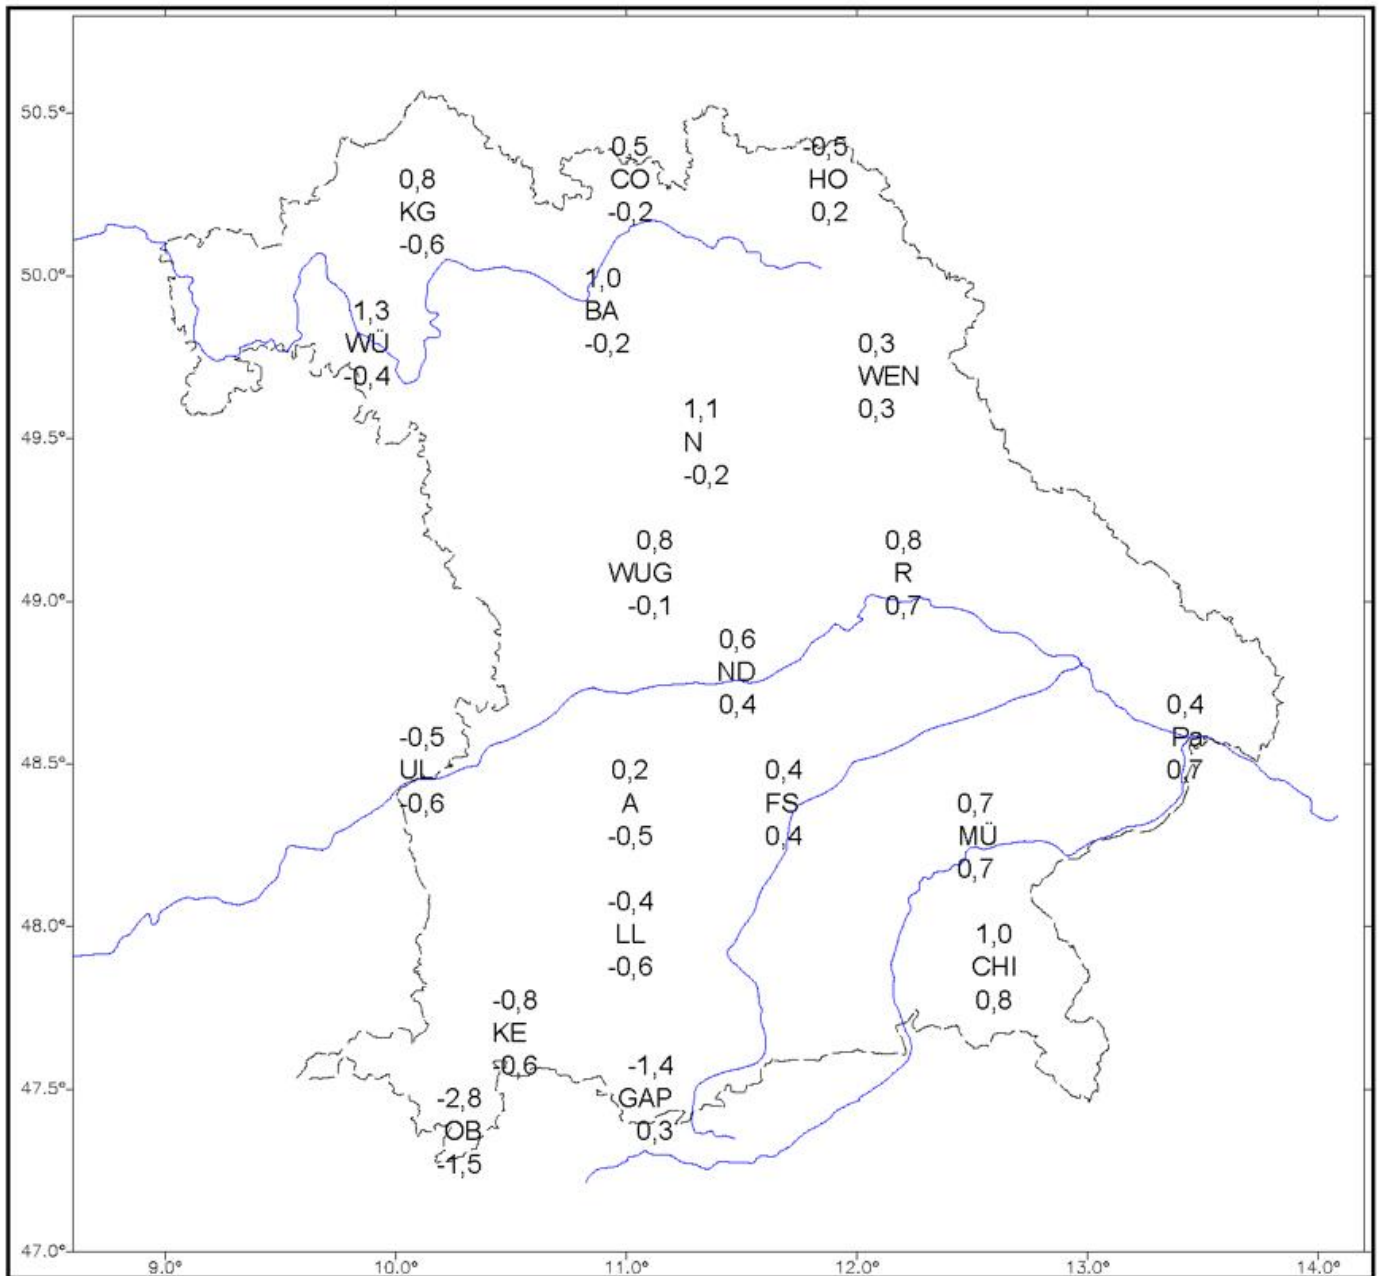 50.5°
0,5
-0,5
CO
HO
-0,2
0,2
0,8
KG
-0,6
50.0°
1,0
BA
-0,2
1,3
WÜ
-0,4
0,3
WEN
0,3
49.5°
1,1
N
-0,2
0,8
WUG
-0,1
0,8
R
0,7
49.0°
0,6
ND
0,4
0,4
Pa
0,7
-0,5
UL
-0,6
48.5°
0,2
A
-0,5
0,4
FS
0,4
0,7
MÜ
0,7
48.0°
-0,4
LL
-0,6
1,0
CHI
0,8
-0,8
KE
-0,6
47.5°
-1,4
GAP
0,3
-2,8
OB
-1,5
47.0°
9.0° 10.0° 11.0° 12.0° 13.0° 14.0°